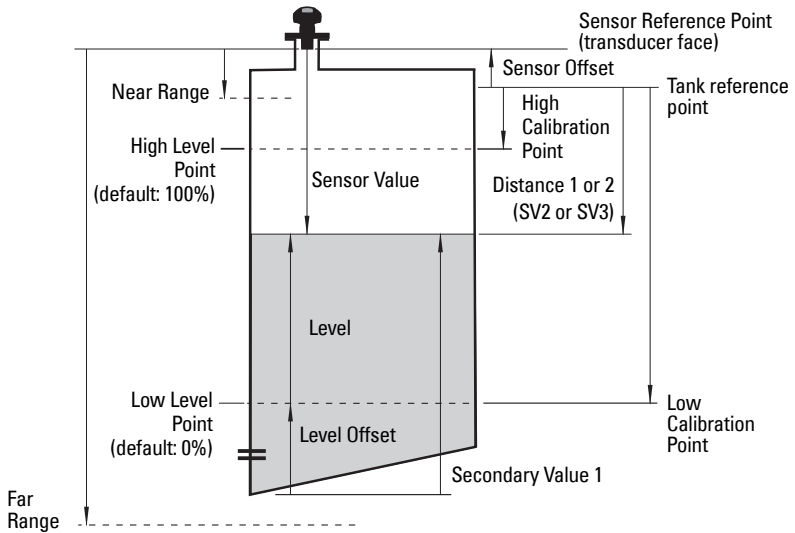 Sensor Reference Point
(transducer face)
Sensor Offset
Tank reference
point
Near Range
High
Calibration
Point
High Level
Point
(default: 100%)
Sensor Value
Distance 1 or 2
(SV2 or SV3)
Level
Low Level
Point
(default: 0%)
Level Offset
Low
Calibration
Point
Secondary Value 1
Far
Range